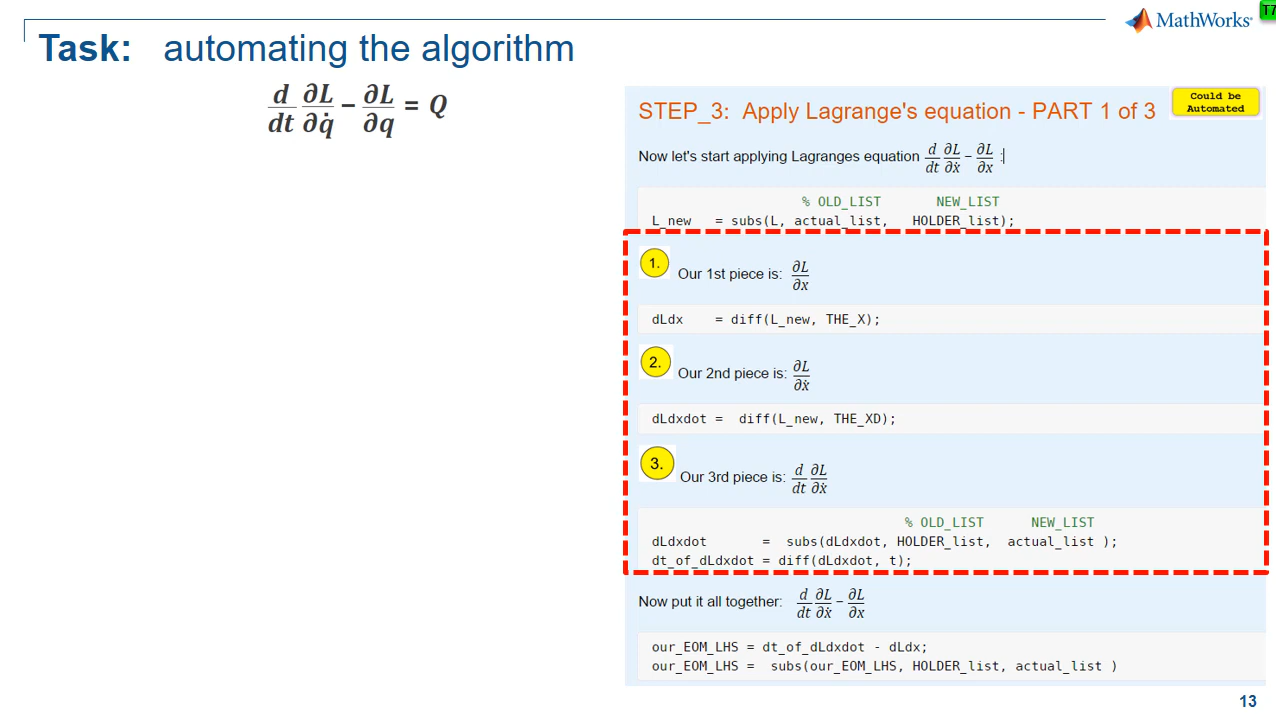 T7
MathWorks®
Task: automating the algorithm
d/dt ∂L/∂q̇ − ∂L/∂q = Q
Could be
Automated
STEP_3: Apply Lagrange's equation - PART 1 of 3
Now let's start applying Lagranges equation d/dt ∂L/∂ẋ − ∂L/∂x :
% OLD_LIST NEW_LIST
L_new = subs(L, actual_list, HOLDER_list);
1. Our 1st piece is: ∂L/∂x
dLdx = diff(L_new, THE_X);
2. Our 2nd piece is: ∂L/∂ẋ
dLdxdot = diff(L_new, THE_XD);
3. Our 3rd piece is: d/dt ∂L/∂ẋ
% OLD_LIST NEW_LIST
dLdxdot = subs(dLdxdot, HOLDER_list, actual_list );
dt_of_dLdxdot = diff(dLdxdot, t);
Now put it all together: d/dt ∂L/∂ẋ − ∂L/∂x
our_EOM_LHS = dt_of_dLdxdot - dLdx;
our_EOM_LHS = subs(our_EOM_LHS, HOLDER_list, actual_list )
13